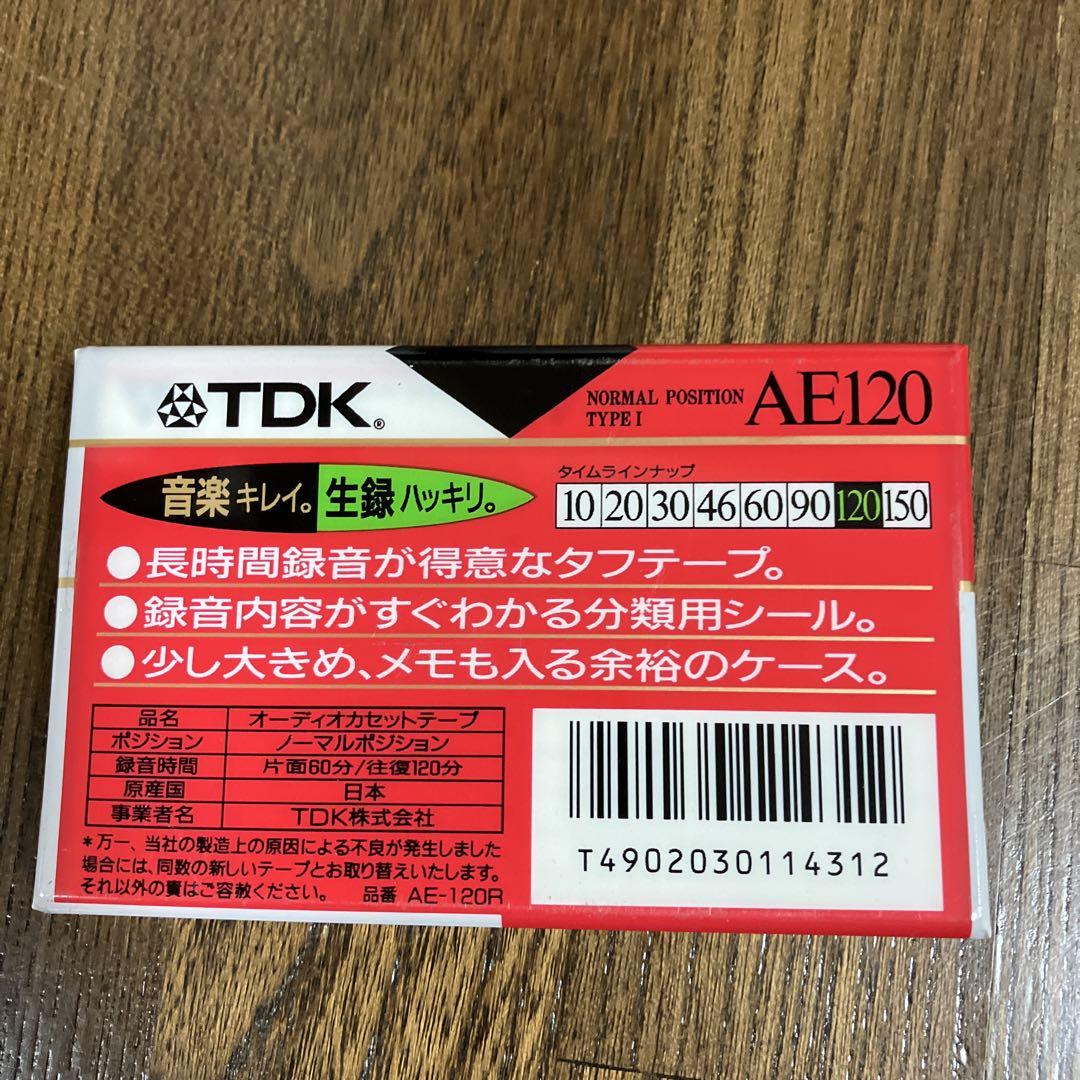 TDK®
NORMAL POSITION
TYPE I
AE120
音楽キレイ。生録ハッキリ。
タイムラインナップ
10 20 30 46 60 90 120 150
●長時間録音が得意なタフテープ。
●録音内容がすぐわかる分類用シール。
●少し大きめ、メモも入る余裕のケース。
品名 オーディオカセットテープ
ポジション ノーマルポジション
録音時間 片面60分/往復120分
原産国 日本
事業者名 TDK株式会社
*万一、当社の製造上の原因による不良が発生しました
場合には、同数の新しいテープとお取り替えいたします。
それ以外の責はご容赦ください。 品番 AE-120R
T4902030114312